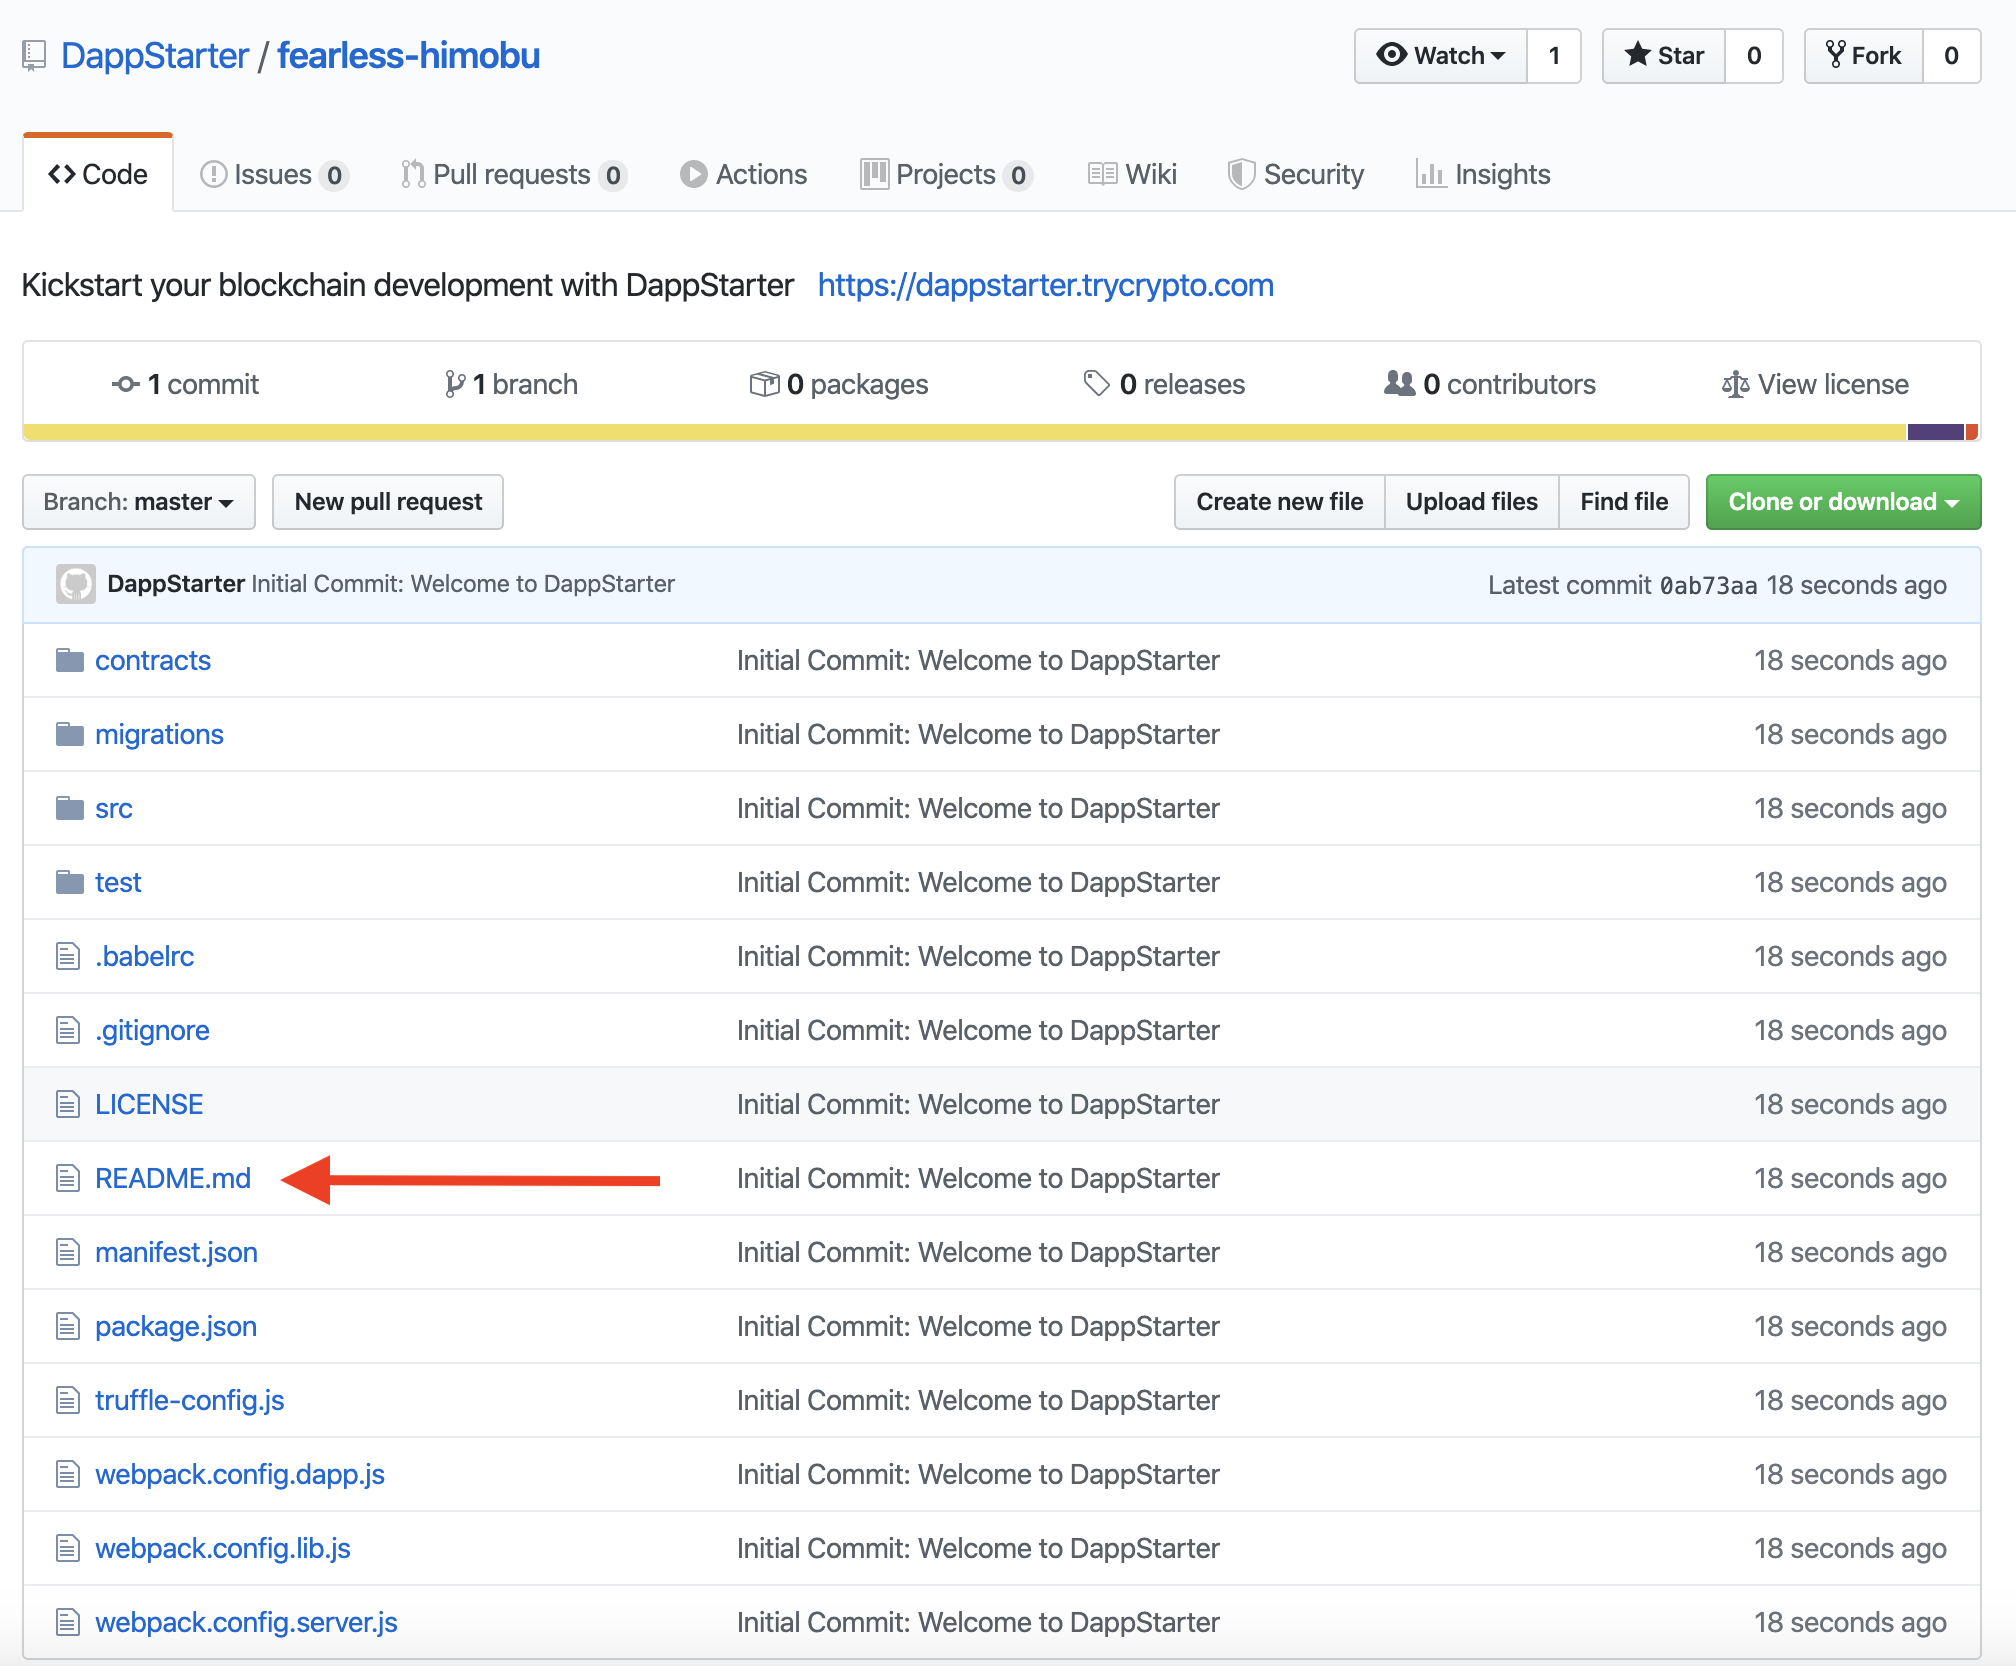 DappStarter / fearless-himobu Watch 1 Star 0 Fork 0
Code Issues 0 Pull requests 0 Actions Projects 0 Wiki Security Insights
Kickstart your blockchain development with DappStarter https://dappstarter.trycrypto.com
1 commit 1 branch 0 packages 0 releases 0 contributors View license
Branch: master New pull request Create new file Upload files Find file Clone or download
DappStarter Initial Commit: Welcome to DappStarter Latest commit 0ab73aa 18 seconds ago
contracts Initial Commit: Welcome to DappStarter 18 seconds ago
migrations Initial Commit: Welcome to DappStarter 18 seconds ago
src Initial Commit: Welcome to DappStarter 18 seconds ago
test Initial Commit: Welcome to DappStarter 18 seconds ago
.babelrc Initial Commit: Welcome to DappStarter 18 seconds ago
.gitignore Initial Commit: Welcome to DappStarter 18 seconds ago
LICENSE Initial Commit: Welcome to DappStarter 18 seconds ago
README.md Initial Commit: Welcome to DappStarter 18 seconds ago
manifest.json Initial Commit: Welcome to DappStarter 18 seconds ago
package.json Initial Commit: Welcome to DappStarter 18 seconds ago
truffle-config.js Initial Commit: Welcome to DappStarter 18 seconds ago
webpack.config.dapp.js Initial Commit: Welcome to DappStarter 18 seconds ago
webpack.config.lib.js Initial Commit: Welcome to DappStarter 18 seconds ago
webpack.config.server.js Initial Commit: Welcome to DappStarter 18 seconds ago